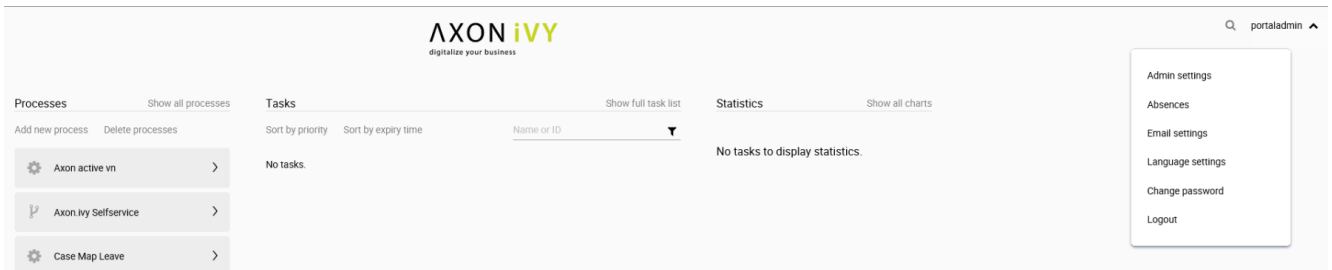 AXON iVY
digitalize your business
portaladmin
Admin settings
Absences
Email settings
Language settings
Change password
Logout
Processes Show all processes
Add new process Delete processes
Axon active vn
Axon.ivy Selfservice
Case Map Leave
Tasks Show full task list
Sort by priority Sort by expiry time Name or ID
No tasks.
Statistics Show all charts
No tasks to display statistics.